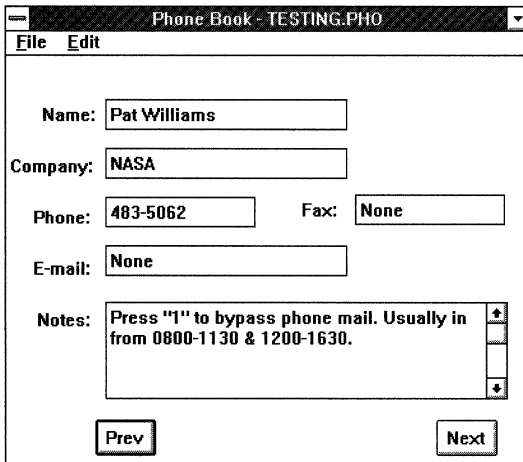 Phone Book - TESTING.PHO
File Edit
Name: Pat Williams
Company: NASA
Phone: 483-5062 Fax: None
E-mail: None
Notes: Press "1" to bypass phone mail. Usually in
from 0800-1130 & 1200-1630.
Prev Next